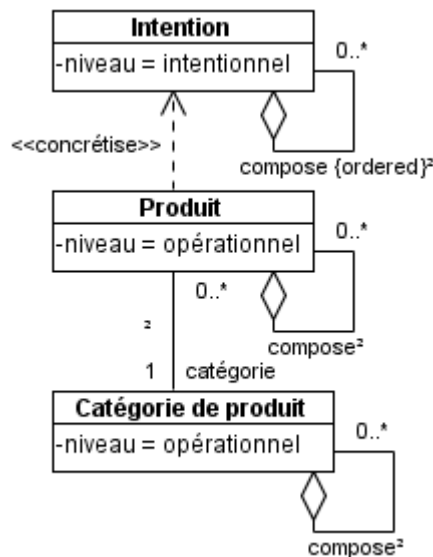 Intention
-niveau = intentionnel
0..*
<<concrétise>>
compose {ordered}²
Produit
-niveau = opérationnel
0..*
0..*
compose²
²
1 catégorie
Catégorie de produit
-niveau = opérationnel
0..*
compose²